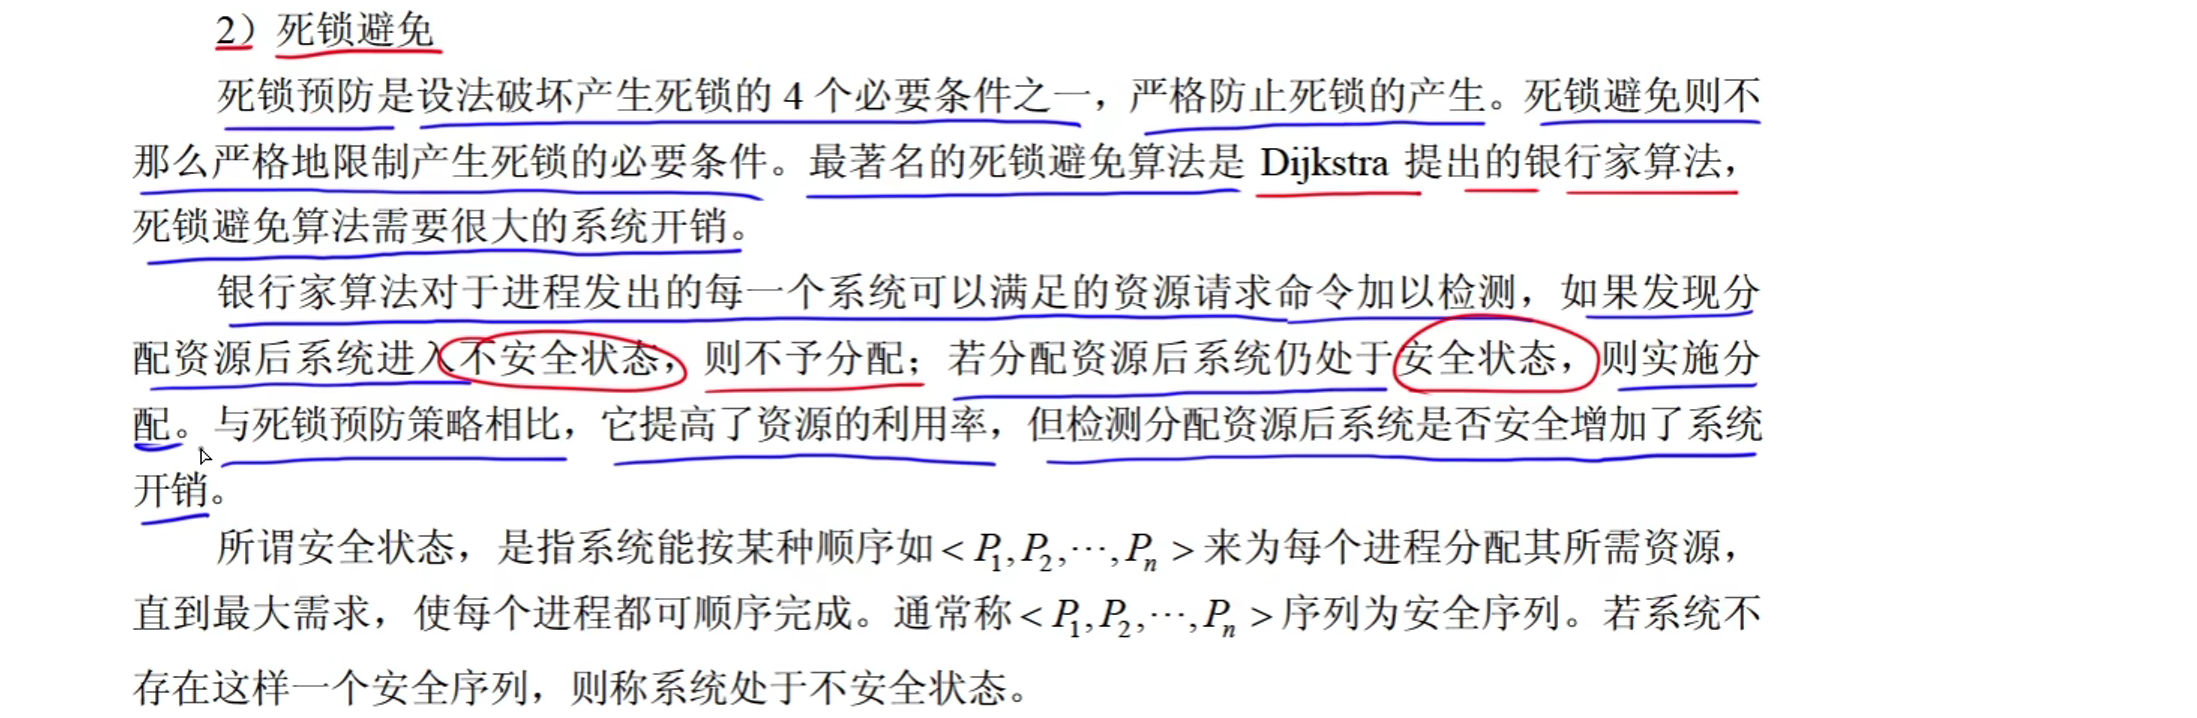 2）死锁避免
死锁预防是设法破坏产生死锁的 4 个必要条件之一，严格防止死锁的产生。死锁避免则不
那么严格地限制产生死锁的必要条件。最著名的死锁避免算法是 Dijkstra 提出的银行家算法，
死锁避免算法需要很大的系统开销。
银行家算法对于进程发出的每一个系统可以满足的资源请求命令加以检测，如果发现分
配资源后系统进入不安全状态，则不予分配；若分配资源后系统仍处于安全状态，则实施分
配。与死锁预防策略相比，它提高了资源的利用率，但检测分配资源后系统是否安全增加了系统
开销。
所谓安全状态，是指系统能按某种顺序如< P₁, P₂, ⋯, Pₙ >来为每个进程分配其所需资源，
直到最大需求，使每个进程都可顺序完成。通常称< P₁, P₂, ⋯, Pₙ >序列为安全序列。若系统不
存在这样一个安全序列，则称系统处于不安全状态。